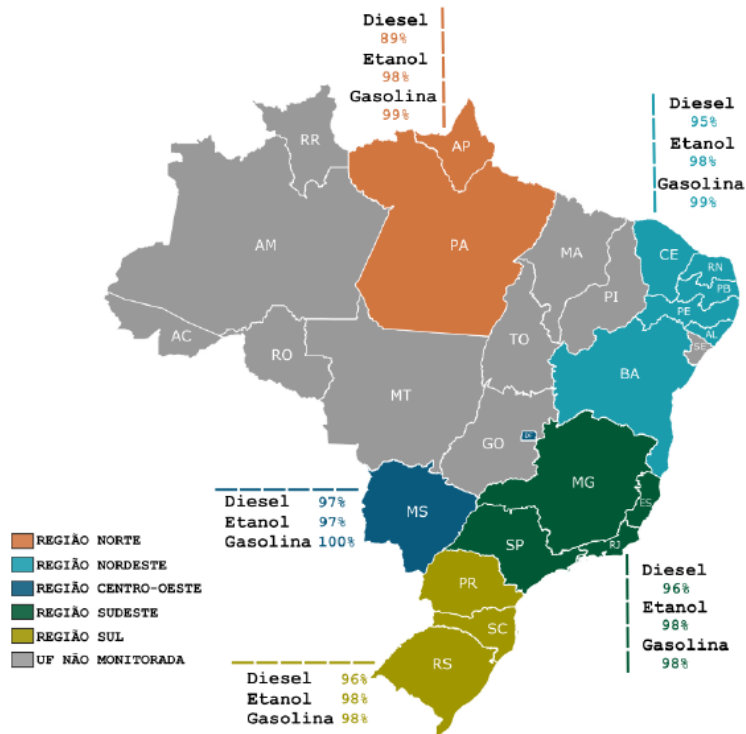 Diesel
89%
Etanol
98%
Gasolina
99%
Diesel
95%
Etanol
98%
Gasolina
99%
RR
AP
AM
PA
MA
CE
RN
PB
PI
PE
AL
SE
AC
RO
TO
BA
MT
GO
DF
MG
ES
MS
SP
RJ
PR
SC
RS
Diesel 97%
Etanol 97%
Gasolina 100%
REGIÃO NORTE
REGIÃO NORDESTE
REGIÃO CENTRO-OESTE
REGIÃO SUDESTE
REGIÃO SUL
UF NÃO MONITORADA
Diesel
96%
Etanol
98%
Gasolina
98%
Diesel 96%
Etanol 98%
Gasolina 98%